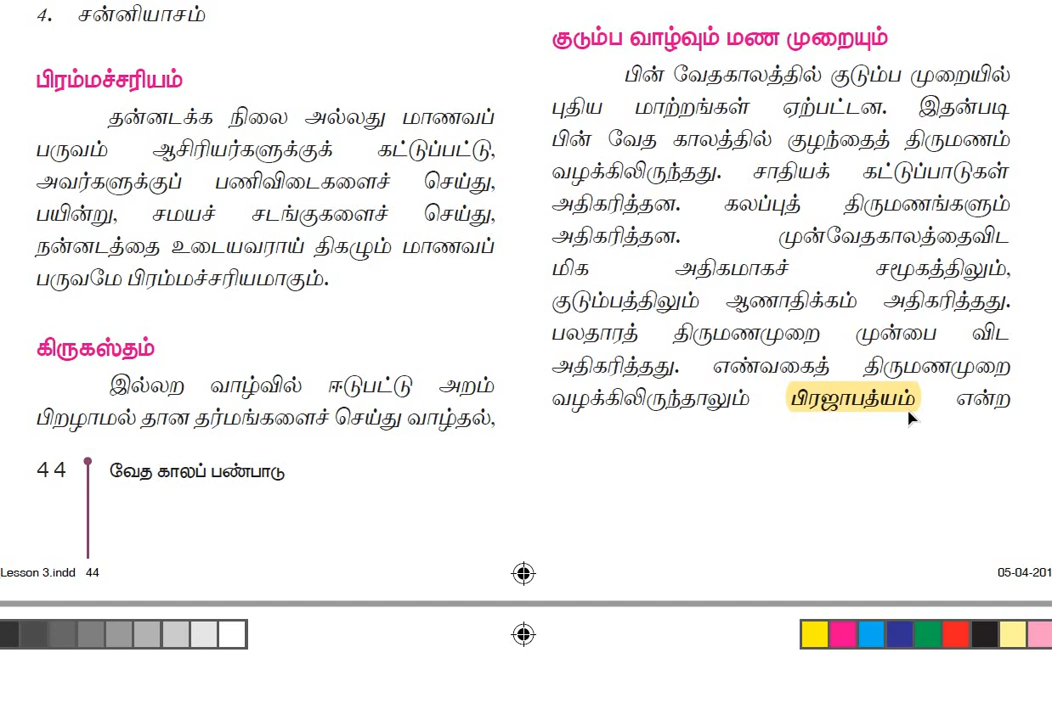 4. சன்னியாசம்
பிரம்மச்சரியம்
தன்னடக்க நிலை அல்லது மாணவப்
பருவம் ஆசிரியர்களுக்குக் கட்டுப்பட்டு,
அவர்களுக்குப் பணிவிடைகளைச் செய்து,
பயின்று, சமயச் சடங்குகளைச் செய்து,
நன்னடத்தை உடையவராய் திகழும் மாணவப்
பருவமே பிரம்மச்சரியமாகும்.
கிருகஸ்தம்
இல்லற வாழ்வில் ஈடுபட்டு அறம்
பிறழாமல் தான தர்மங்களைச் செய்து வாழ்தல்,
குடும்ப வாழ்வும் மண முறையும்
பின் வேதகாலத்தில் குடும்ப முறையில்
புதிய மாற்றங்கள் ஏற்பட்டன. இதன்படி
பின் வேத காலத்தில் குழந்தைத் திருமணம்
வழக்கிலிருந்தது. சாதியக் கட்டுப்பாடுகள்
அதிகரித்தன. கலப்புத் திருமணங்களும்
அதிகரித்தன. முன்வேதகாலத்தைவிட
மிக அதிகமாகச் சமூகத்திலும்,
குடும்பத்திலும் ஆணாதிக்கம் அதிகரித்தது.
பலதாரத் திருமணமுறை முன்பை விட
அதிகரித்தது. எண்வகைத் திருமணமுறை
வழக்கிலிருந்தாலும் பிரஜாபத்யம் என்ற
44 வேத காலப் பண்பாடு
Lesson 3.indd 44 05-04-201